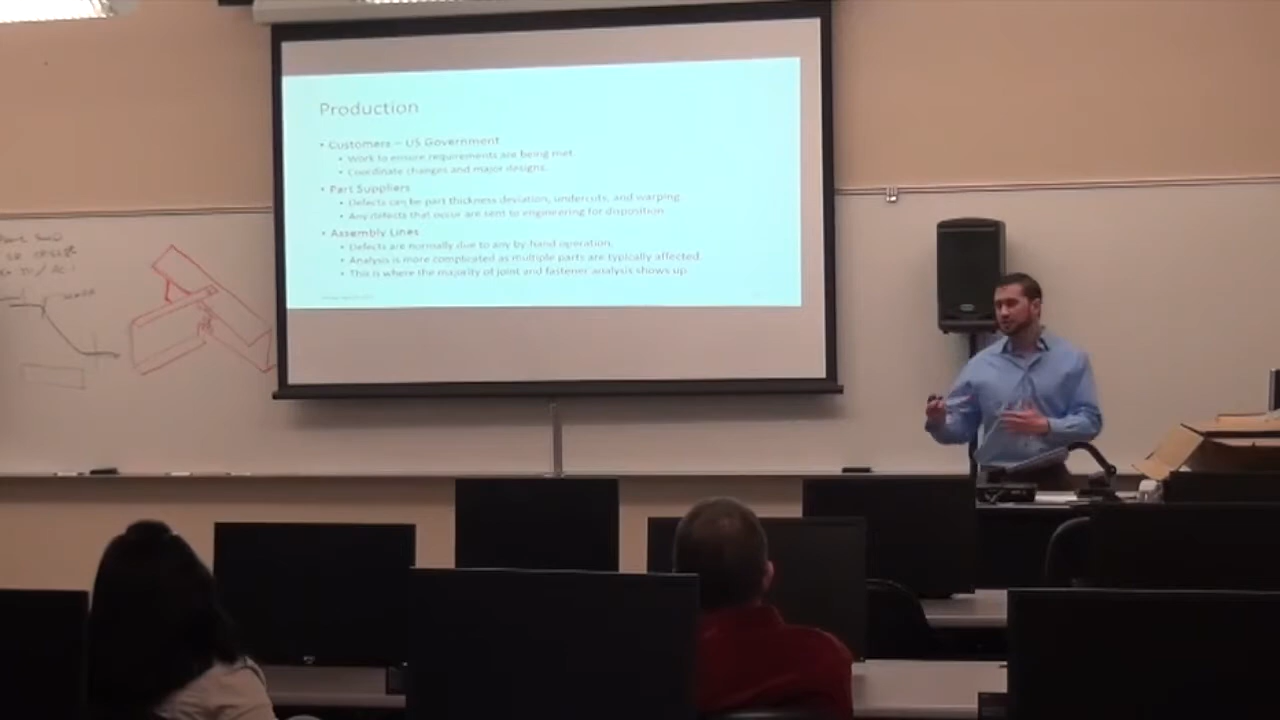 Production
• Customers – US Government
• Work to ensure requirements are being met.
• Coordinate changes and major designs.
• Part Suppliers
• Defects can be part thickness deviation, undercuts, and warping.
• Any defects that occur are sent to engineering for disposition.
• Assembly Lines
• Defects are normally due to any by-hand operation.
• Analysis is more complicated as multiple parts are typically affected.
• This is where the majority of joint and fastener analysis shows up.